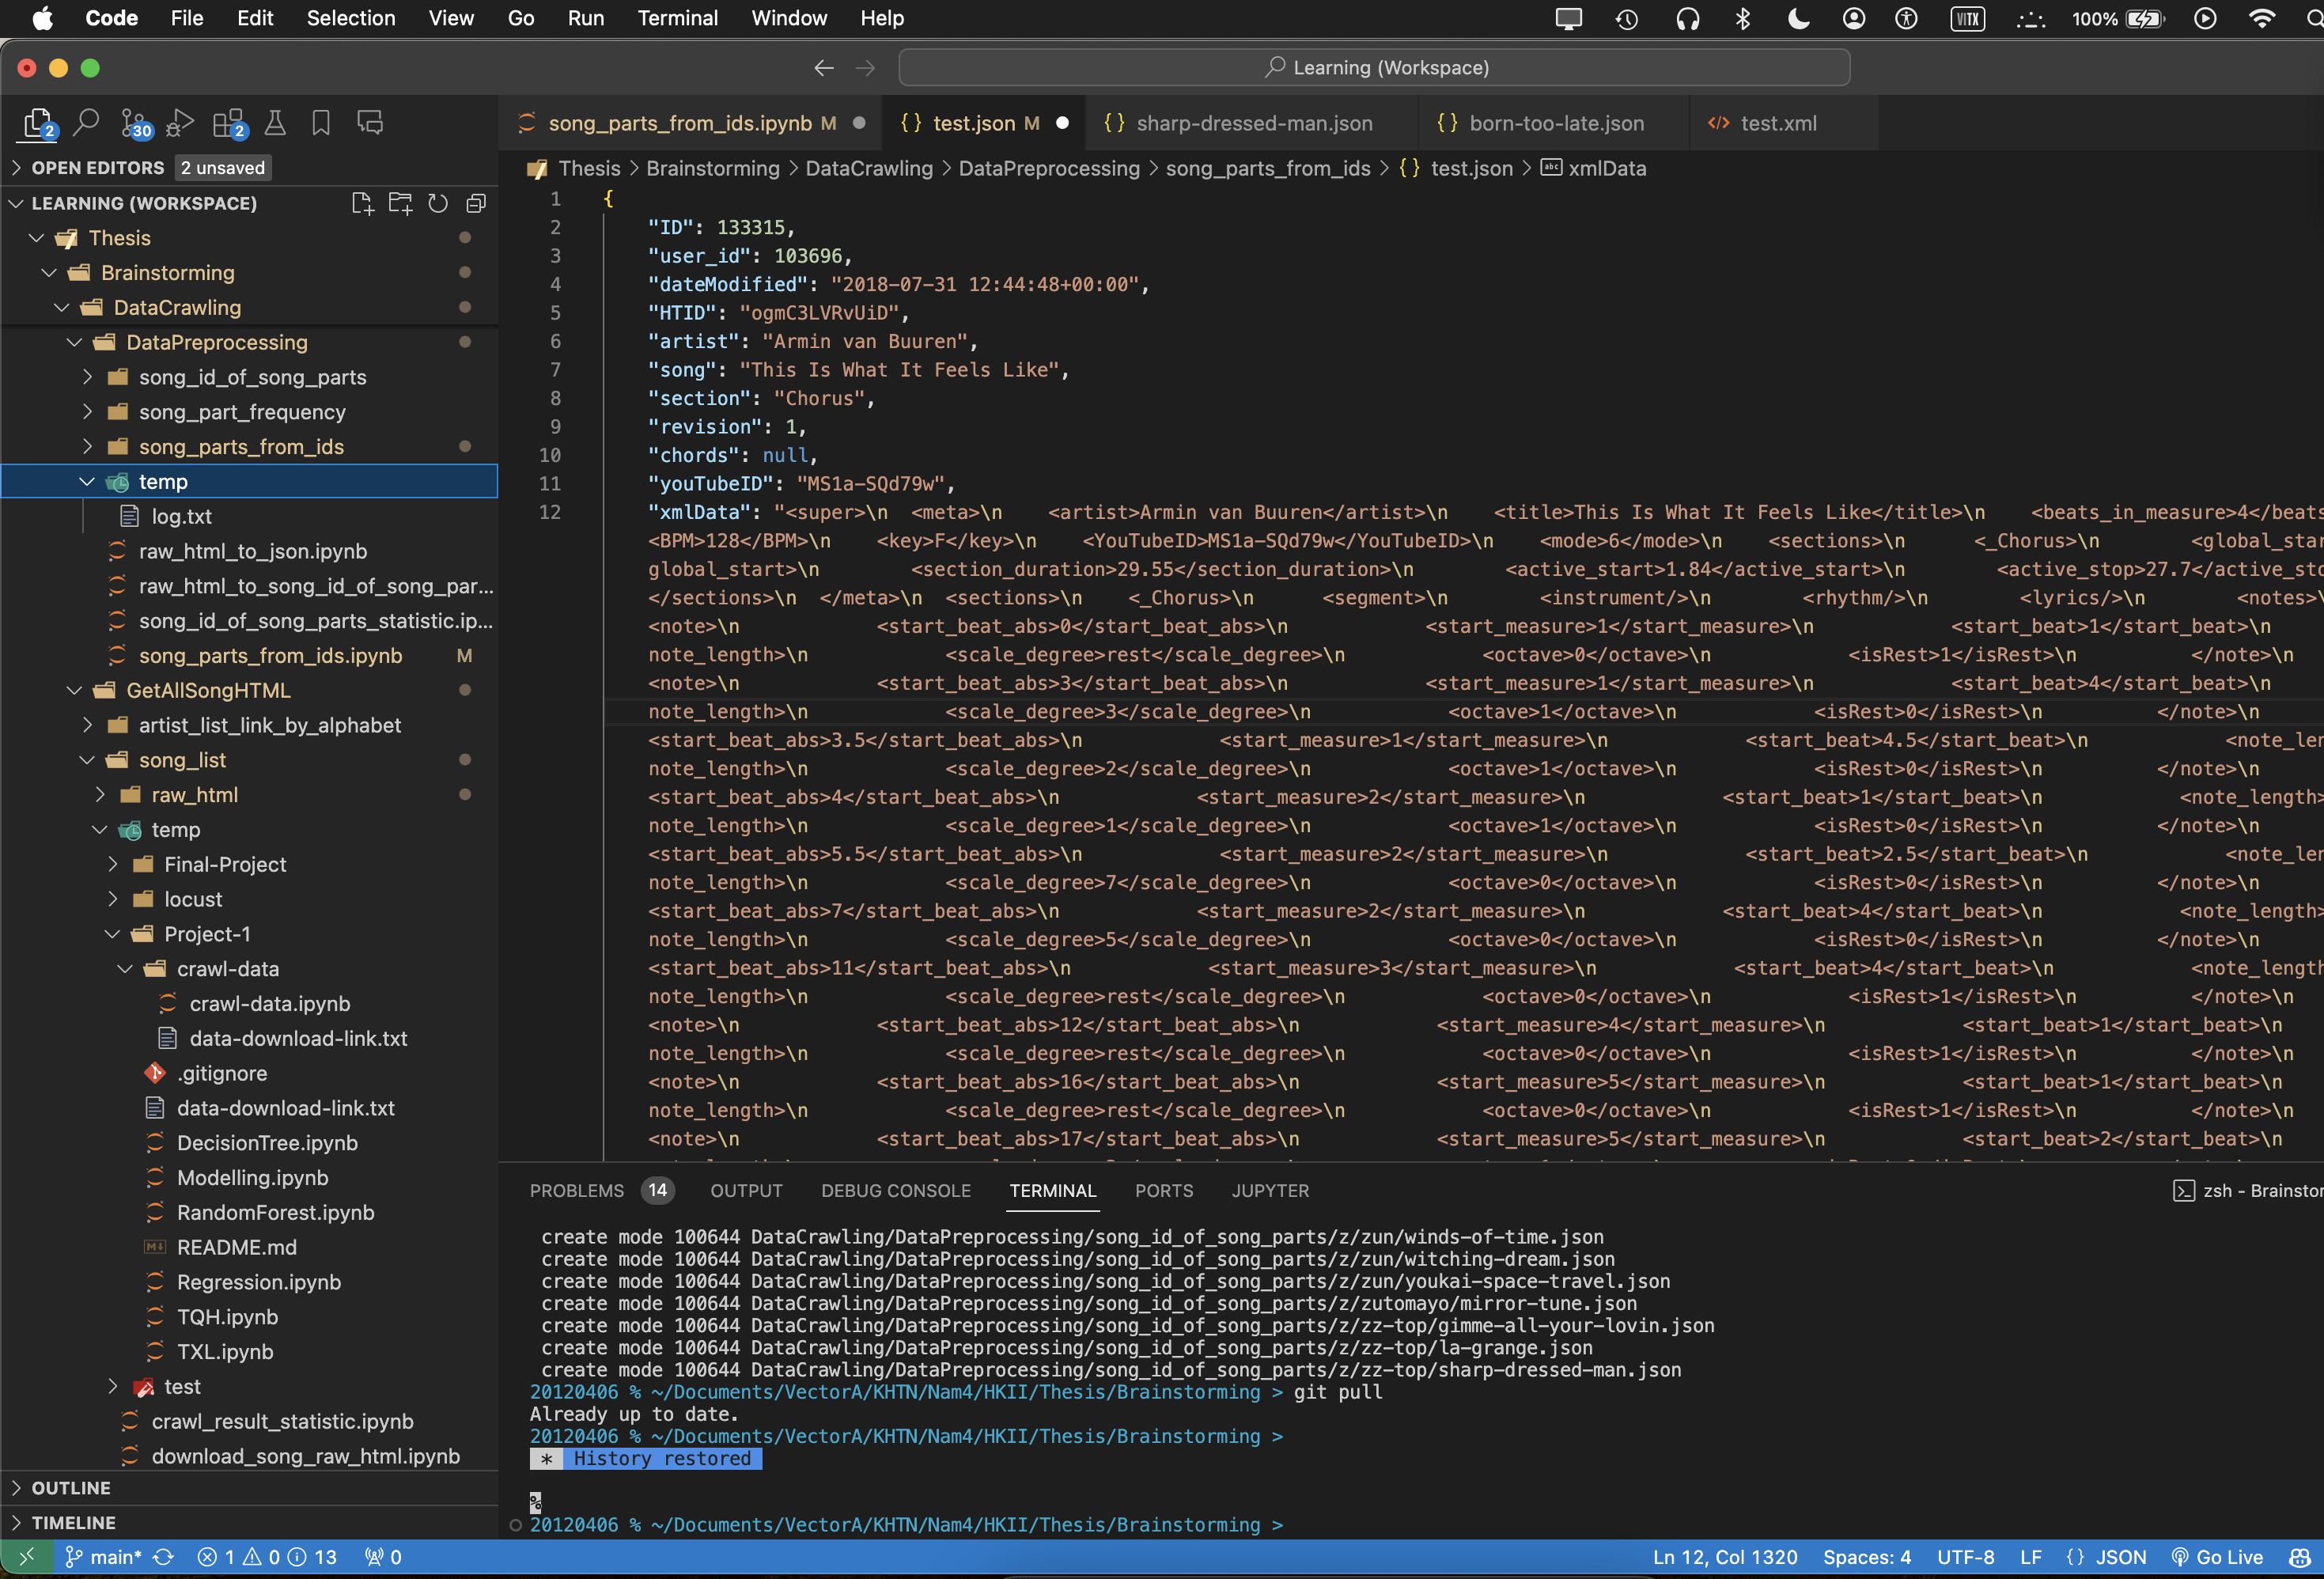 Code File Edit Selection View Go Run Terminal Window Help VITX 100%
Learning (Workspace)
2 30 2
song_parts_from_ids.ipynb M {} test.json M {} sharp-dressed-man.json {} born-too-late.json </> test.xml
OPEN EDITORS 2 unsaved
Thesis > Brainstorming > DataCrawling > DataPreprocessing > song_parts_from_ids > {} test.json > abc xmlData
LEARNING (WORKSPACE)
Thesis
Brainstorming
DataCrawling
DataPreprocessing
song_id_of_song_parts
song_part_frequency
song_parts_from_ids
temp
log.txt
raw_html_to_json.ipynb
raw_html_to_song_id_of_song_par...
song_id_of_song_parts_statistic.ip...
song_parts_from_ids.ipynb M
GetAllSongHTML
artist_list_link_by_alphabet
song_list
raw_html
temp
Final-Project
locust
Project-1
crawl-data
crawl-data.ipynb
data-download-link.txt
.gitignore
data-download-link.txt
DecisionTree.ipynb
Modelling.ipynb
RandomForest.ipynb
README.md
Regression.ipynb
TQH.ipynb
TXL.ipynb
test
crawl_result_statistic.ipynb
download_song_raw_html.ipynb
OUTLINE
TIMELINE
1 {
2 "ID": 133315,
3 "user_id": 103696,
4 "dateModified": "2018-07-31 12:44:48+00:00",
5 "HTID": "ogmC3LVRvUiD",
6 "artist": "Armin van Buuren",
7 "song": "This Is What It Feels Like",
8 "section": "Chorus",
9 "revision": 1,
10 "chords": null,
11 "youTubeID": "MS1a-SQd79w",
12 "xmlData": "<super>\n <meta>\n <artist>Armin van Buuren</artist>\n <title>This Is What It Feels Like</title>\n <beats_in_measure>4</beats
<BPM>128</BPM>\n <key>F</key>\n <YouTubeID>MS1a-SQd79w</YouTubeID>\n <mode>6</mode>\n <sections>\n <_Chorus>\n <global_star
global_start>\n <section_duration>29.55</section_duration>\n <active_start>1.84</active_start>\n <active_stop>27.7</active_sto
</sections>\n </meta>\n <sections>\n <_Chorus>\n <segment>\n <instrument/>\n <rhythm/>\n <lyrics/>\n <notes>\
<note>\n <start_beat_abs>0</start_beat_abs>\n <start_measure>1</start_measure>\n <start_beat>1</start_beat>\n
note_length>\n <scale_degree>rest</scale_degree>\n <octave>0</octave>\n <isRest>1</isRest>\n </note>\n
<note>\n <start_beat_abs>3</start_beat_abs>\n <start_measure>1</start_measure>\n <start_beat>4</start_beat>\n
note_length>\n <scale_degree>3</scale_degree>\n <octave>1</octave>\n <isRest>0</isRest>\n </note>\n
<start_beat_abs>3.5</start_beat_abs>\n <start_measure>1</start_measure>\n <start_beat>4.5</start_beat>\n <note_len
note_length>\n <scale_degree>2</scale_degree>\n <octave>1</octave>\n <isRest>0</isRest>\n </note>\n
<start_beat_abs>4</start_beat_abs>\n <start_measure>2</start_measure>\n <start_beat>1</start_beat>\n <note_length>
note_length>\n <scale_degree>1</scale_degree>\n <octave>1</octave>\n <isRest>0</isRest>\n </note>\n
<start_beat_abs>5.5</start_beat_abs>\n <start_measure>2</start_measure>\n <start_beat>2.5</start_beat>\n <note_len
note_length>\n <scale_degree>7</scale_degree>\n <octave>0</octave>\n <isRest>0</isRest>\n </note>\n
<start_beat_abs>7</start_beat_abs>\n <start_measure>2</start_measure>\n <start_beat>4</start_beat>\n <note_length>
note_length>\n <scale_degree>5</scale_degree>\n <octave>0</octave>\n <isRest>0</isRest>\n </note>\n
<start_beat_abs>11</start_beat_abs>\n <start_measure>3</start_measure>\n <start_beat>4</start_beat>\n <note_length
note_length>\n <scale_degree>rest</scale_degree>\n <octave>0</octave>\n <isRest>1</isRest>\n </note>\n
<note>\n <start_beat_abs>12</start_beat_abs>\n <start_measure>4</start_measure>\n <start_beat>1</start_beat>\n
note_length>\n <scale_degree>rest</scale_degree>\n <octave>0</octave>\n <isRest>1</isRest>\n </note>\n
<note>\n <start_beat_abs>16</start_beat_abs>\n <start_measure>5</start_measure>\n <start_beat>1</start_beat>\n
note_length>\n <scale_degree>rest</scale_degree>\n <octave>0</octave>\n <isRest>1</isRest>\n </note>\n
<note>\n <start_beat_abs>17</start_beat_abs>\n <start_measure>5</start_measure>\n <start_beat>2</start_beat>\n
PROBLEMS 14 OUTPUT DEBUG CONSOLE TERMINAL PORTS JUPYTER zsh - Brainstor
create mode 100644 DataCrawling/DataPreprocessing/song_id_of_song_parts/z/zun/winds-of-time.json
create mode 100644 DataCrawling/DataPreprocessing/song_id_of_song_parts/z/zun/witching-dream.json
create mode 100644 DataCrawling/DataPreprocessing/song_id_of_song_parts/z/zun/youkai-space-travel.json
create mode 100644 DataCrawling/DataPreprocessing/song_id_of_song_parts/z/zutomayo/mirror-tune.json
create mode 100644 DataCrawling/DataPreprocessing/song_id_of_song_parts/z/zz-top/gimme-all-your-lovin.json
create mode 100644 DataCrawling/DataPreprocessing/song_id_of_song_parts/z/zz-top/la-grange.json
create mode 100644 DataCrawling/DataPreprocessing/song_id_of_song_parts/z/zz-top/sharp-dressed-man.json
20120406 % ~/Documents/VectorA/KHTN/Nam4/HKII/Thesis/Brainstorming > git pull
Already up to date.
20120406 % ~/Documents/VectorA/KHTN/Nam4/HKII/Thesis/Brainstorming >
* History restored
%
20120406 % ~/Documents/VectorA/KHTN/Nam4/HKII/Thesis/Brainstorming >
main* 1 0 13 0 Ln 12, Col 1320 Spaces: 4 UTF-8 LF {} JSON Go Live